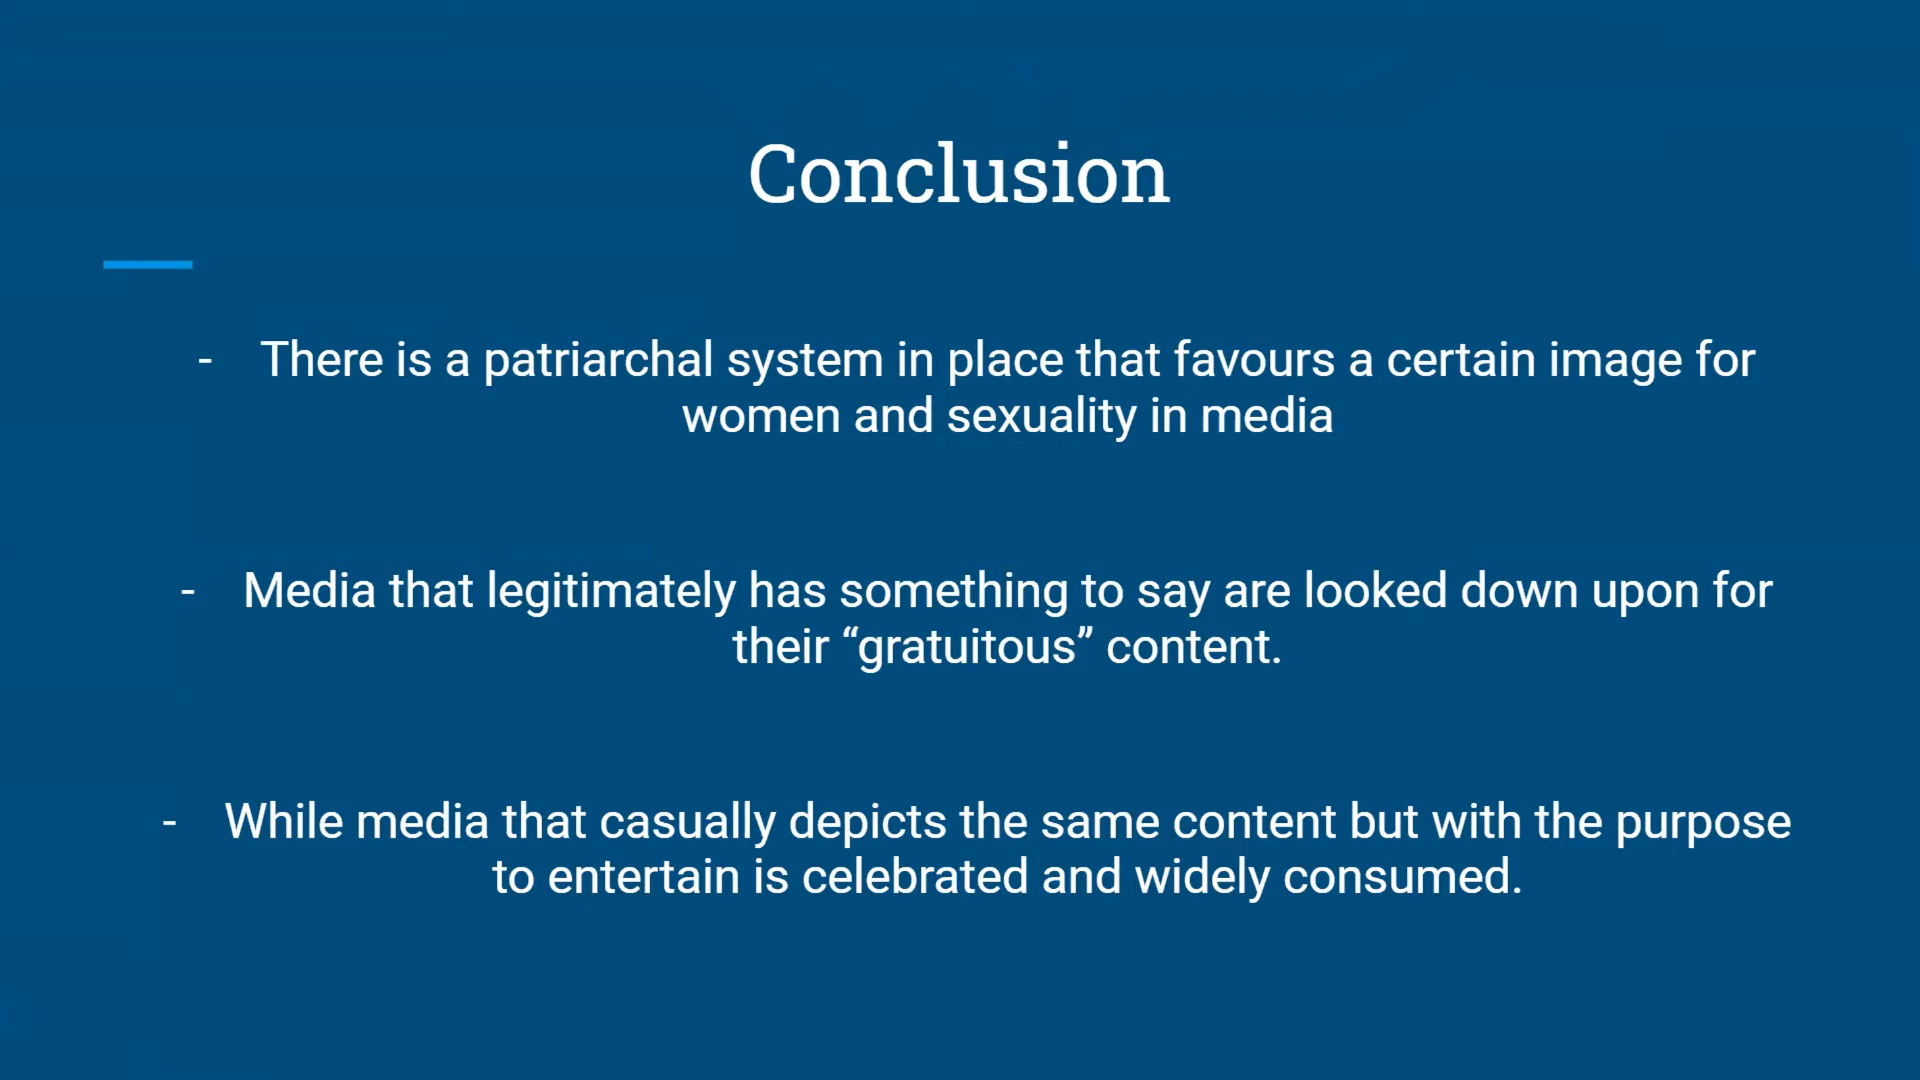 Conclusion
- There is a patriarchal system in place that favours a certain image for
women and sexuality in media
- Media that legitimately has something to say are looked down upon for
their “gratuitous” content.
- While media that casually depicts the same content but with the purpose
to entertain is celebrated and widely consumed.